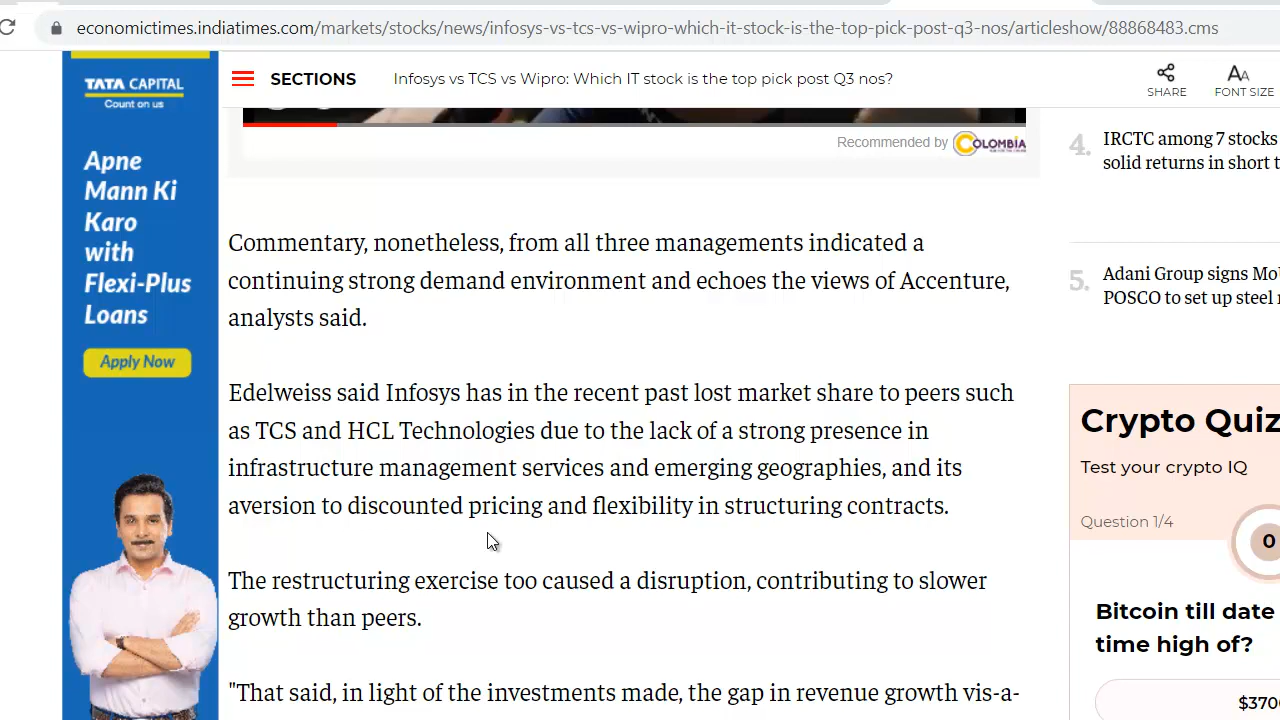 economictimes.indiatimes.com/markets/stocks/news/infosys-vs-tcs-vs-wipro-which-it-stock-is-the-top-pick-post-q3-nos/articleshow/88868483.cms
TATA CAPITAL
Count on us
Apne
Mann Ki
Karo
with
Flexi-Plus
Loans
Apply Now
SECTIONS
Infosys vs TCS vs Wipro: Which IT stock is the top pick post Q3 nos?
SHARE
AA
FONT SIZE
Recommended by COLOMBIA
Commentary, nonetheless, from all three managements indicated a
continuing strong demand environment and echoes the views of Accenture,
analysts said.
Edelweiss said Infosys has in the recent past lost market share to peers such
as TCS and HCL Technologies due to the lack of a strong presence in
infrastructure management services and emerging geographies, and its
aversion to discounted pricing and flexibility in structuring contracts.
The restructuring exercise too caused a disruption, contributing to slower
growth than peers.
"That said, in light of the investments made, the gap in revenue growth vis-a-
4. IRCTC among 7 stocks
solid returns in short t
5. Adani Group signs Mo
POSCO to set up steel
Crypto Quiz
Test your crypto IQ
Question 1/4
0
Bitcoin till date
time high of?
$370